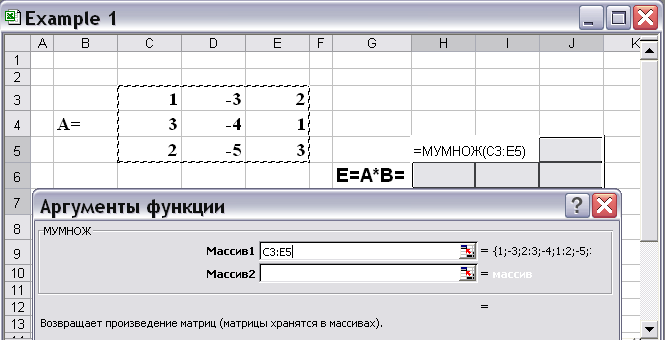 Example 1
A B C D E F G H I J K
1
2
3 1 -3 2
4 A= 3 -4 1
5 2 -5 3 =МУМНОЖ(C3:E5)
6 E=A*B=
7 Аргументы функции ?
8 МУМНОЖ
9 Массив1 C3:E5 = {1;-3;2:3;-4;1:2;-5;
10 Массив2 = массив
11
12 =
13 Возвращает произведение матриц (матрицы хранятся в массивах).